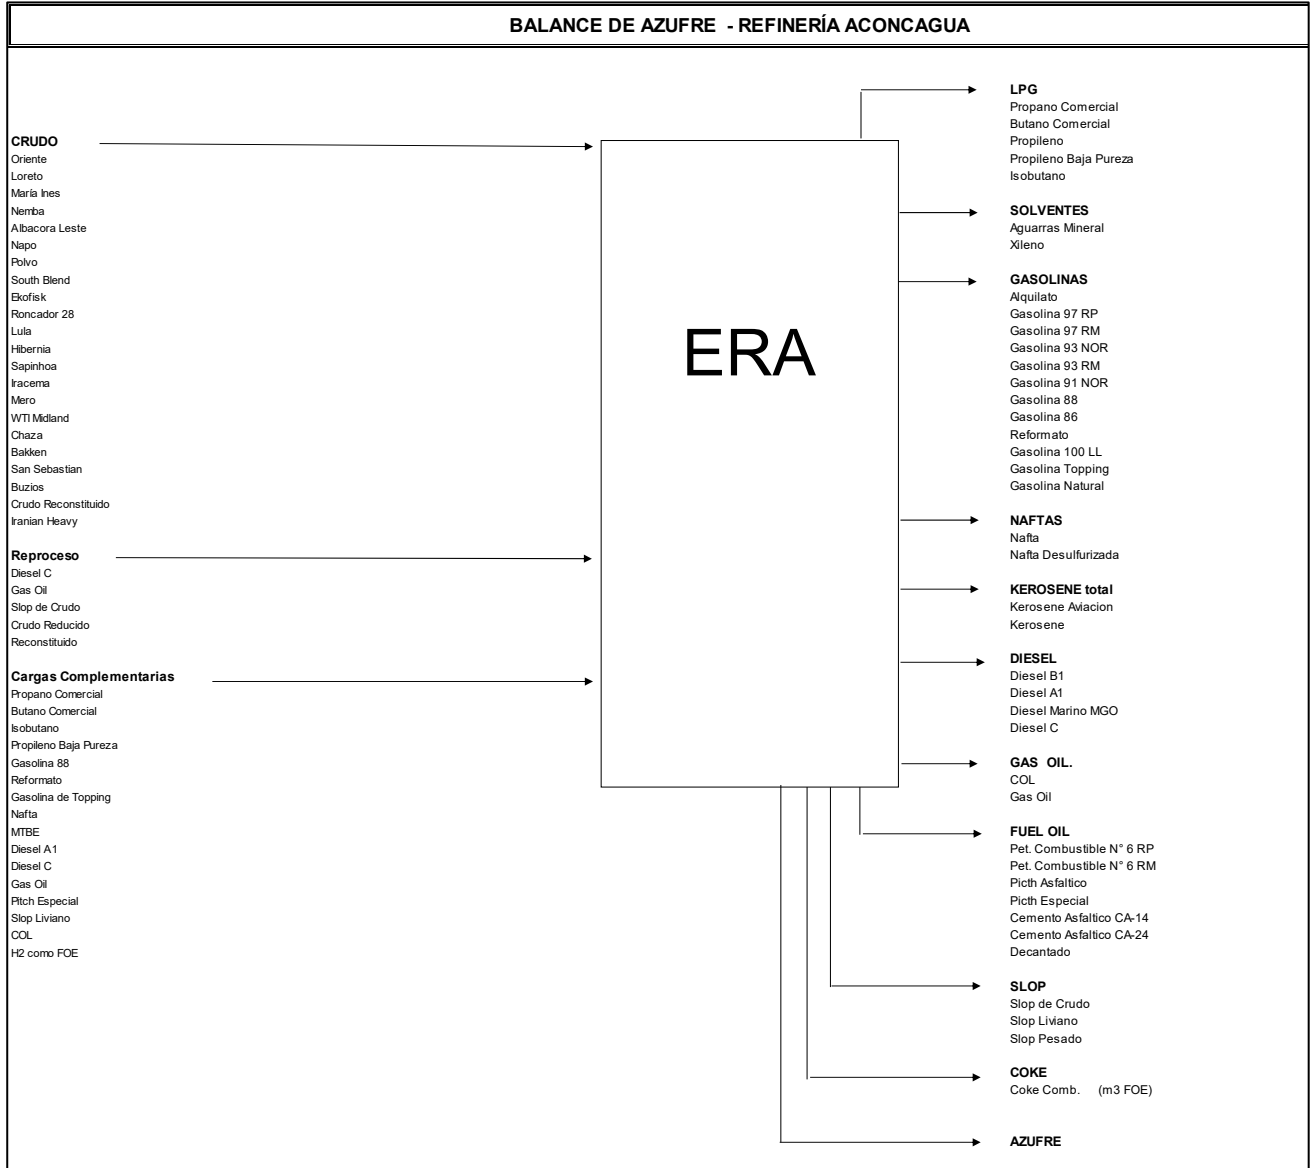 BALANCE DE AZUFRE - REFINERÍA ACONCAGUA
CRUDO
Oriente
Loreto
María Ines
Nemba
Albacora Leste
Napo
Polvo
South Blend
Ekofisk
Roncador 28
Lula
Hibernia
Sapinhoa
Iracema
Mero
WTI Midland
Chaza
Bakken
San Sebastian
Buzios
Crudo Reconstituido
Iranian Heavy
Reproceso
Diesel C
Gas Oil
Slop de Crudo
Crudo Reducido
Reconstituido
Cargas Complementarias
Propano Comercial
Butano Comercial
Isobutano
Propileno Baja Pureza
Gasolina 88
Reformato
Gasolina de Topping
Nafta
MTBE
Diesel A1
Diesel C
Gas Oil
Pitch Especial
Slop Liviano
COL
H2 como FOE
ERA
LPG
Propano Comercial
Butano Comercial
Propileno
Propileno Baja Pureza
Isobutano
SOLVENTES
Aguarras Mineral
Xileno
GASOLINAS
Alquilato
Gasolina 97 RP
Gasolina 97 RM
Gasolina 93 NOR
Gasolina 93 RM
Gasolina 91 NOR
Gasolina 88
Gasolina 86
Reformato
Gasolina 100 LL
Gasolina Topping
Gasolina Natural
NAFTAS
Nafta
Nafta Desulfurizada
KEROSENE total
Kerosene Aviacion
Kerosene
DIESEL
Diesel B1
Diesel A1
Diesel Marino MGO
Diesel C
GAS OIL.
COL
Gas Oil
FUEL OIL
Pet. Combustible N° 6 RP
Pet. Combustible N° 6 RM
Picth Asfaltico
Picth Especial
Cemento Asfaltico CA-14
Cemento Asfaltico CA-24
Decantado
SLOP
Slop de Crudo
Slop Liviano
Slop Pesado
COKE
Coke Comb. (m3 FOE)
AZUFRE